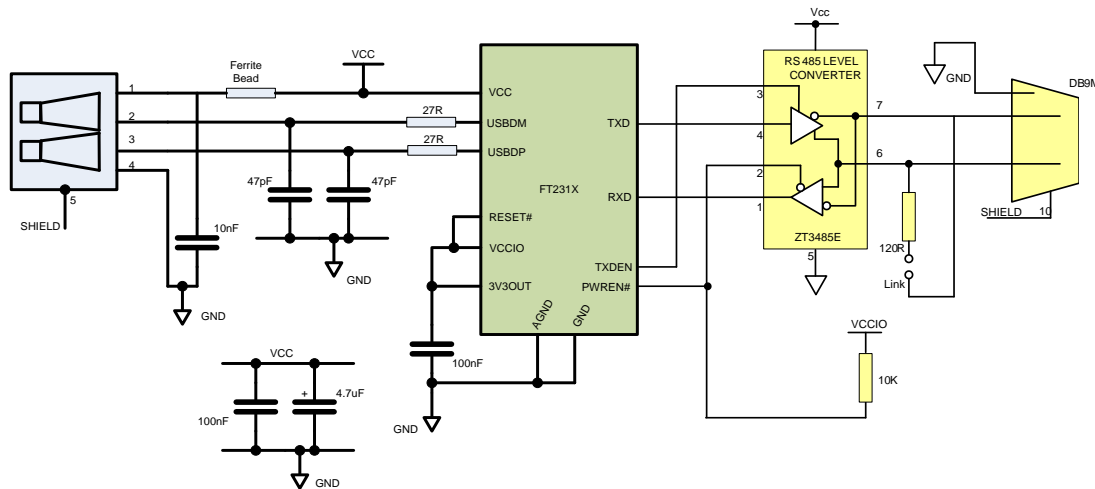 Vcc
RS485 LEVEL
CONVERTER
GND
DB9M
VCC
Ferrite
Bead
1
2
3
4
5
SHIELD
27R
27R
47pF
47pF
10nF
GND
GND
VCC
USBDM
USBDP
RESET#
VCCIO
3V3OUT
AGND
GND
FT231X
TXD
RXD
TXDEN
PWREN#
100nF
GND
3
4
2
1
7
6
5
ZT3485E
120R
Link
SHIELD
10
VCCIO
10K
VCC
100nF
+
4.7uF
GND